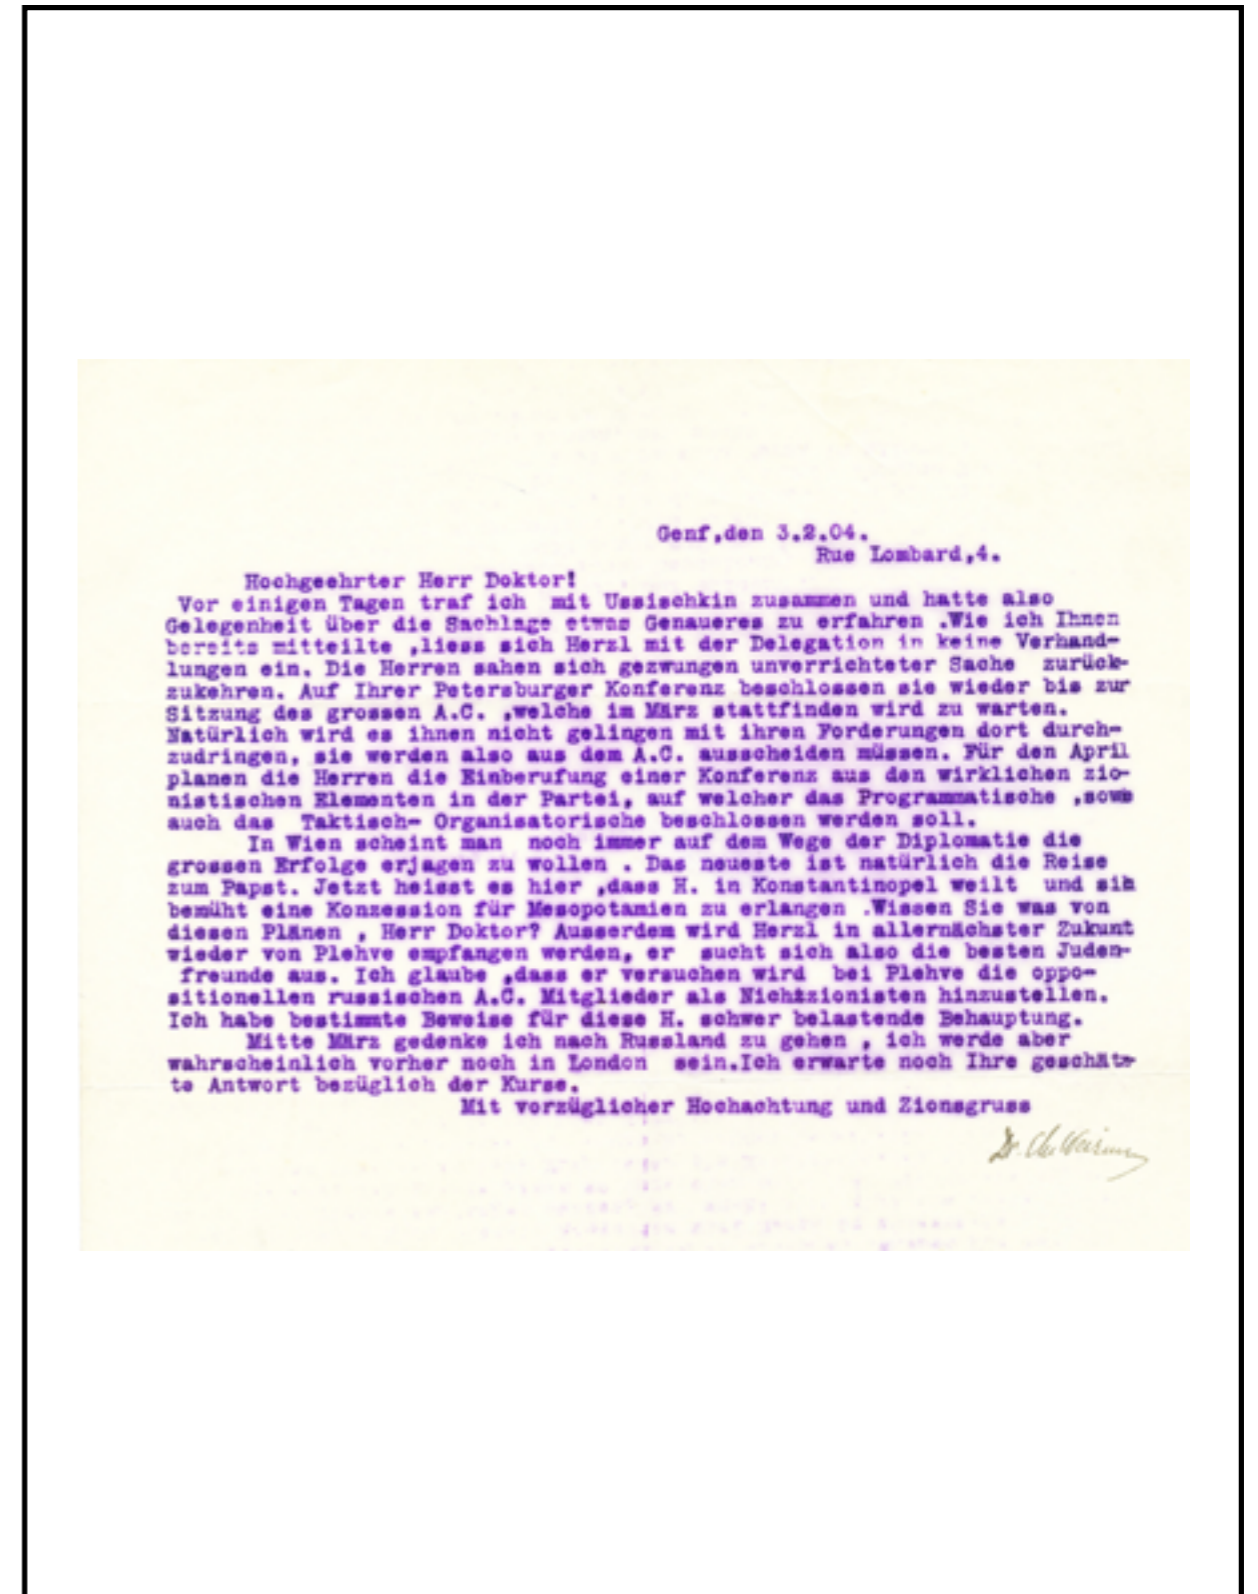 Genf,den 3.2.04.
Rue Lombard,4.
Hochgeehrter Herr Doktor!
Vor einigen Tagen traf ich mit Ussischkin zusammen und hatte also
Gelegenheit über die Sachlage etwas Genaueres zu erfahren .Wie ich Ihnen
bereits mitteilte ,liess sich Herzl mit der Delegation in keine Verhand-
lungen ein. Die Herren sahen sich gezwungen unverrichteter Sache zurück-
zukehren. Auf Ihrer Petersburger Konferenz beschlossen sie wieder bis zur
Sitzung des grossen A.C. ,welche im März stattfinden wird zu warten.
Natürlich wird es ihnen nicht gelingen mit ihren Forderungen dort durch-
zudringen, sie werden also aus dem A.C. ausscheiden müssen. Für den April
planen die Herren die Einberufung einer Konferenz aus den wirklichen zio-
nistischen Elementen in der Partei, auf welcher das Programmatische ,sowe
auch das Taktisch- Organisatorische beschlossen werden soll.
In Wien scheint man noch immer auf dem Wege der Diplomatie die
grossen Erfolge erjagen zu wollen . Das neueste ist natürlich die Reise
zum Papst. Jetzt heisst es hier ,dass H. in Konstantinopel weilt und sih
bemüht eine Konzession für Mesopotamien zu erlangen .Wissen Sie was von
diesen Plänen , Herr Doktor? Ausserdem wird Herzl in allernächster Zukunt
wieder von Plehve empfangen werden, er sucht sich also die besten Juden-
freunde aus. Ich glaube ,dass er versuchen wird bei Plehve die oppo-
sitionellen russischen A.C. Mitglieder als Nichtzionisten hinzustellen.
Ich habe bestimmte Beweise für diese H. schwer belastende Behauptung.
Mitte März gedenke ich nach Russland zu gehen , ich werde aber
wahrscheinlich vorher noch in London sein.Ich erwarte noch Ihre geschätz-
te Antwort bezüglich der Kurse.
Mit vorzüglicher Hochachtung und Zionsgruss
Dr. Ch Weizmann